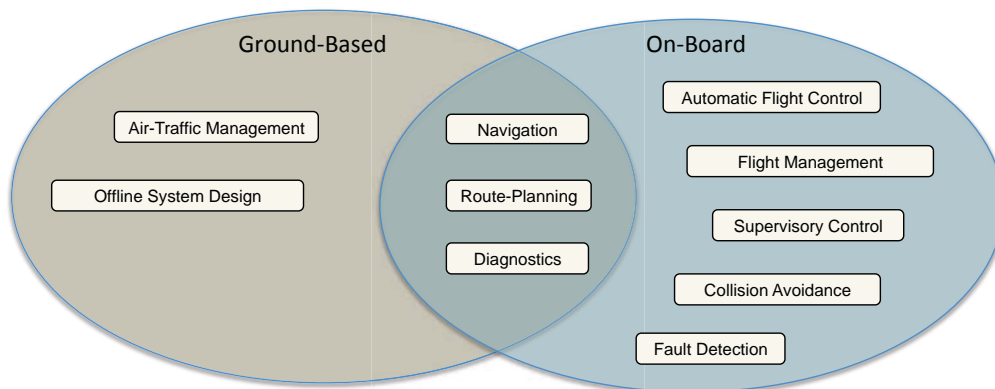 Ground-Based
On-Board
Air-Traffic Management
Offline System Design
Navigation
Route-Planning
Diagnostics
Automatic Flight Control
Flight Management
Supervisory Control
Collision Avoidance
Fault Detection